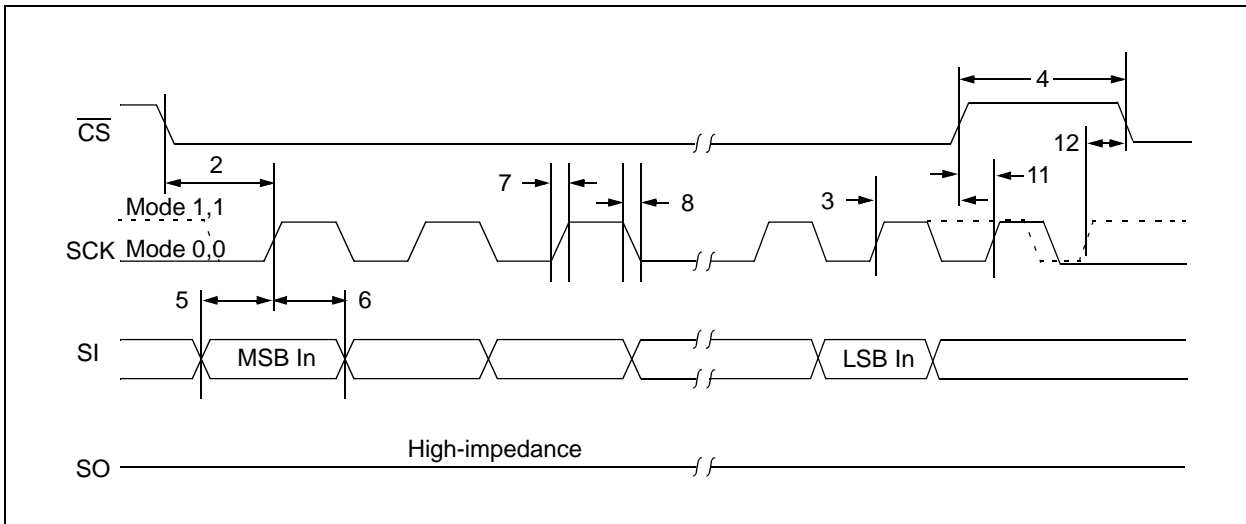 4
CS
12
2
7
8
3
11
Mode 1,1
SCK Mode 0,0
5
6
SI
MSB In
LSB In
High-impedance
SO